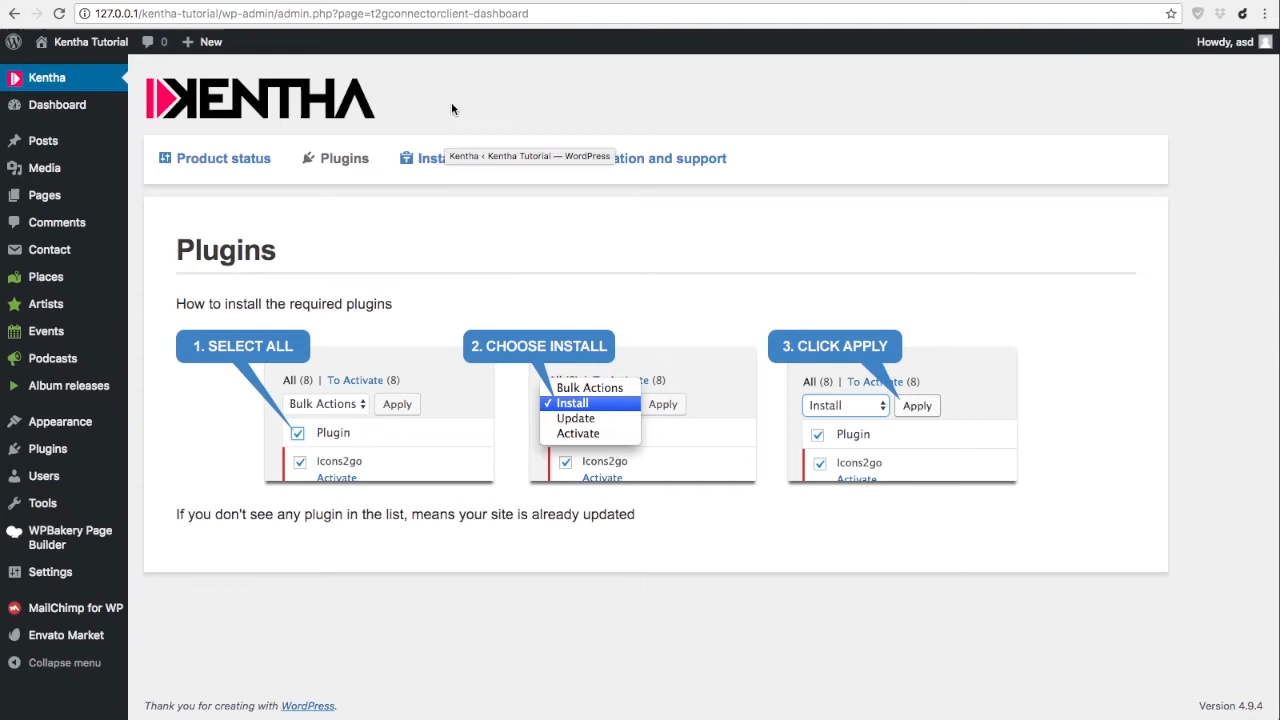 127.0.0.1/kentha-tutorial/wp-admin/admin.php?page=t2gconnectorclient-dashboard
Kentha Tutorial
0
New
Howdy, asd
Kentha
Dashboard
Posts
Media
Pages
Comments
Contact
Places
Artists
Events
Podcasts
Album releases
Appearance
Plugins
Users
Tools
WPBakery Page
Builder
Settings
MailChimp for WP
Envato Market
Collapse menu
KENTHA
Product status
Plugins
Kentha ‹ Kentha Tutorial — WordPress
and support
Plugins
How to install the required plugins
1. SELECT ALL
All (8) | To Activate (8)
Bulk Actions
Apply
Plugin
Icons2go
Activate
2. CHOOSE INSTALL
(8)
Bulk Actions
✓ Install
Update
Activate
Apply
Icons2go
Activate
3. CLICK APPLY
All (8) | To Activate (8)
Install
Apply
Plugin
Icons2go
Activate
If you don't see any plugin in the list, means your site is already updated
Thank you for creating with WordPress.
Version 4.9.4